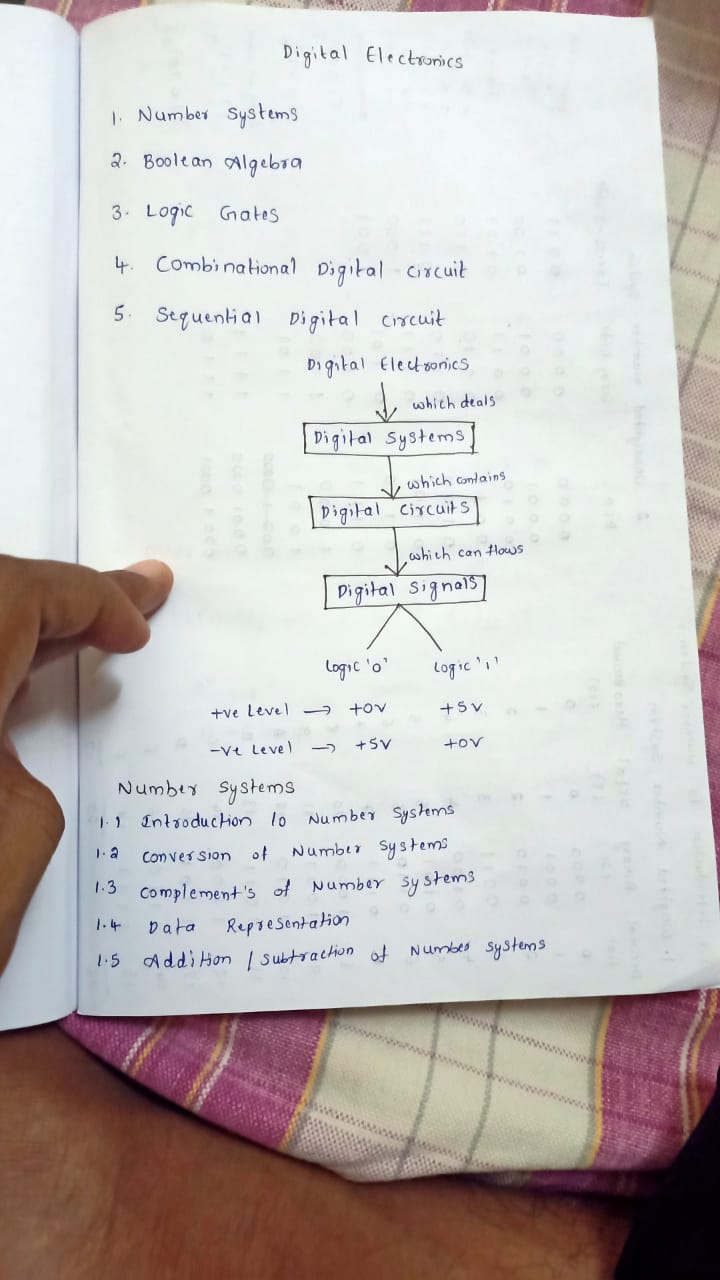 Digital Electronics
1. Number Systems
2. Boolean Algebra
3. Logic Gates
4. Combinational Digital Circuit
5. Sequential Digital Circuit
Digital Electronics
which deals
Digital Systems
which contains
Digital Circuits
which can flows
Digital Signals
Logic '0' Logic '1'
+ve Level → +0V +5V
-ve Level → +5V +0V
Number Systems
1.1 Introduction to Number Systems
1.2 Conversion of Number Systems
1.3 Complement's of Number Systems
1.4 Data Representation
1.5 Addition / Subtraction of Number Systems